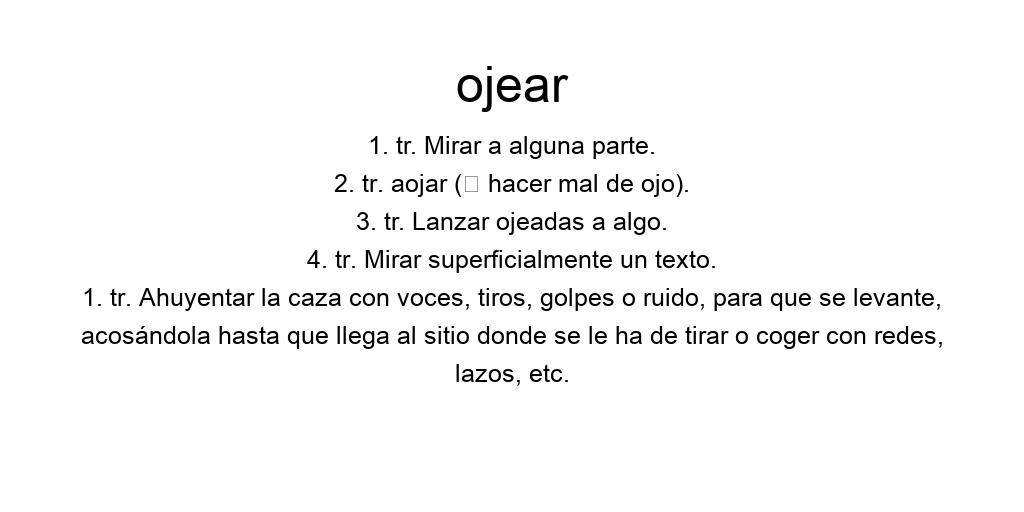 ojear
1. tr. Mirar a alguna parte.
2. tr. aojar (□ hacer mal de ojo).
3. tr. Lanzar ojeadas a algo.
4. tr. Mirar superficialmente un texto.
1. tr. Ahuyentar la caza con voces, tiros, golpes o ruido, para que se levante,
acosándola hasta que llega al sitio donde se le ha de tirar o coger con redes,
lazos, etc.